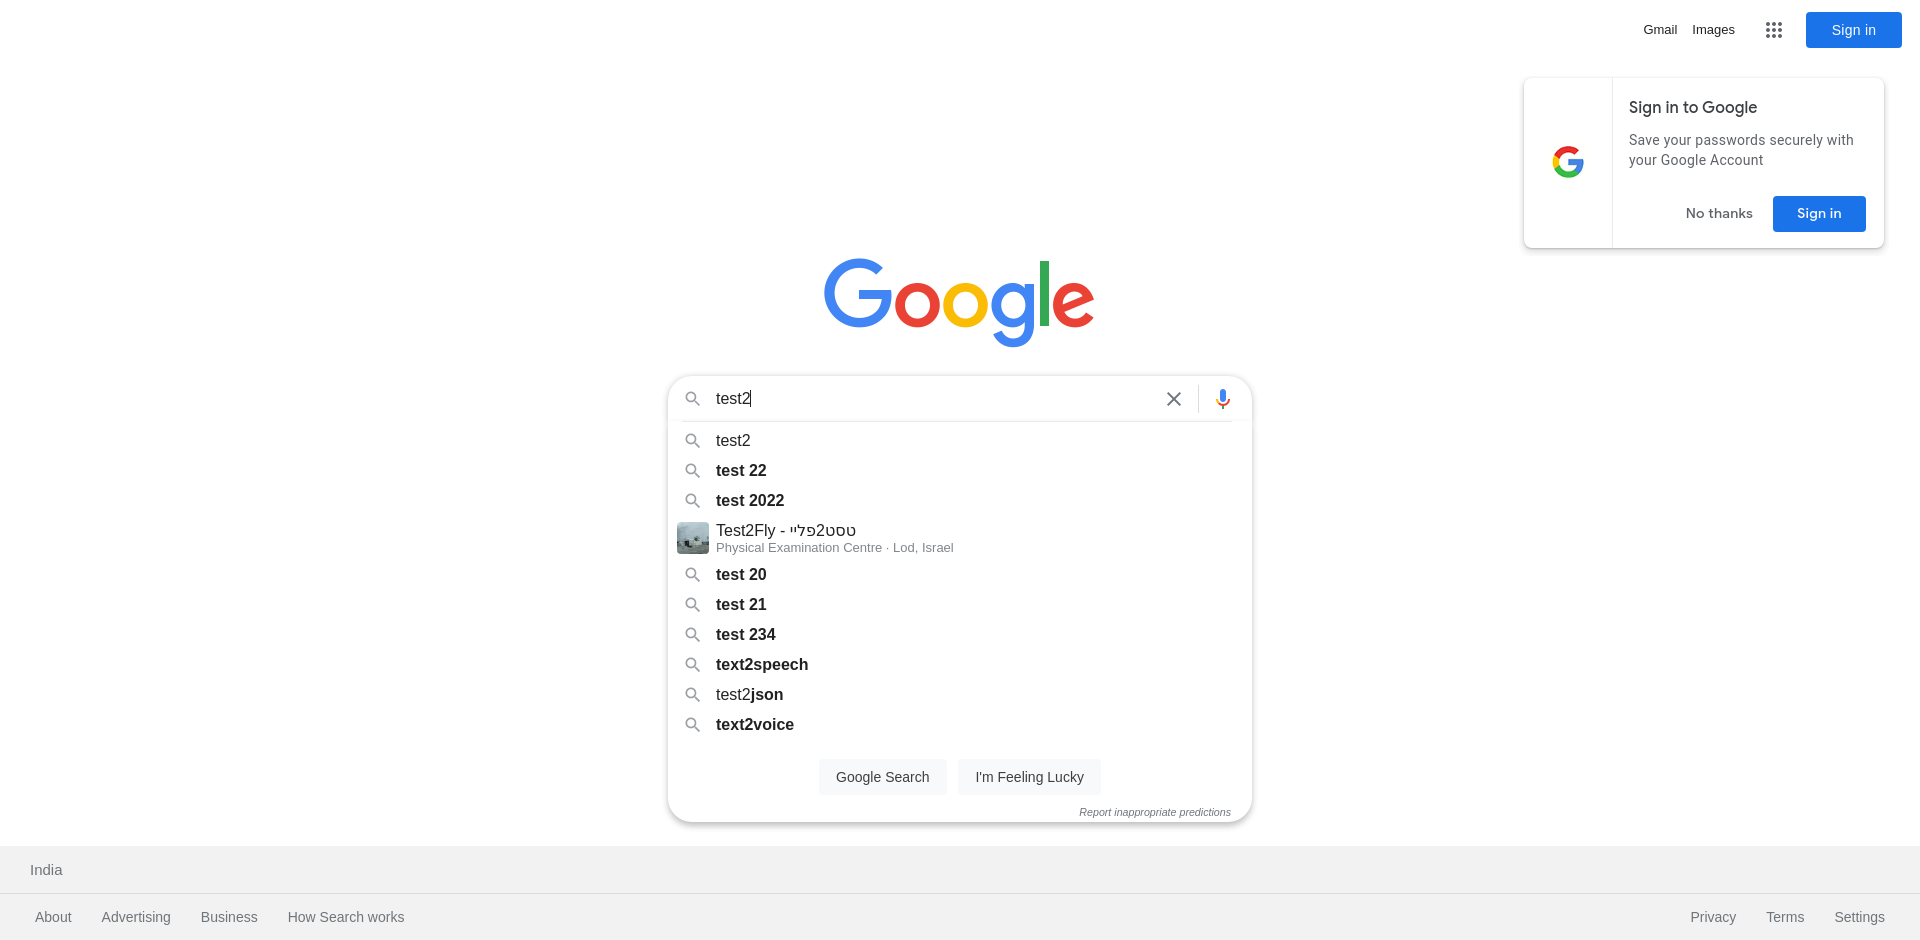 Gmail Images Sign in
Sign in to Google
Save your passwords securely with
your Google Account
No thanks Sign in
Google
test2
test2
test 22
test 2022
Test2Fly - טסט2פליי
Physical Examination Centre · Lod, Israel
test 20
test 21
test 234
text2speech
test2json
text2voice
Google Search I'm Feeling Lucky
Report inappropriate predictions
India
About Advertising Business How Search works Privacy Terms Settings